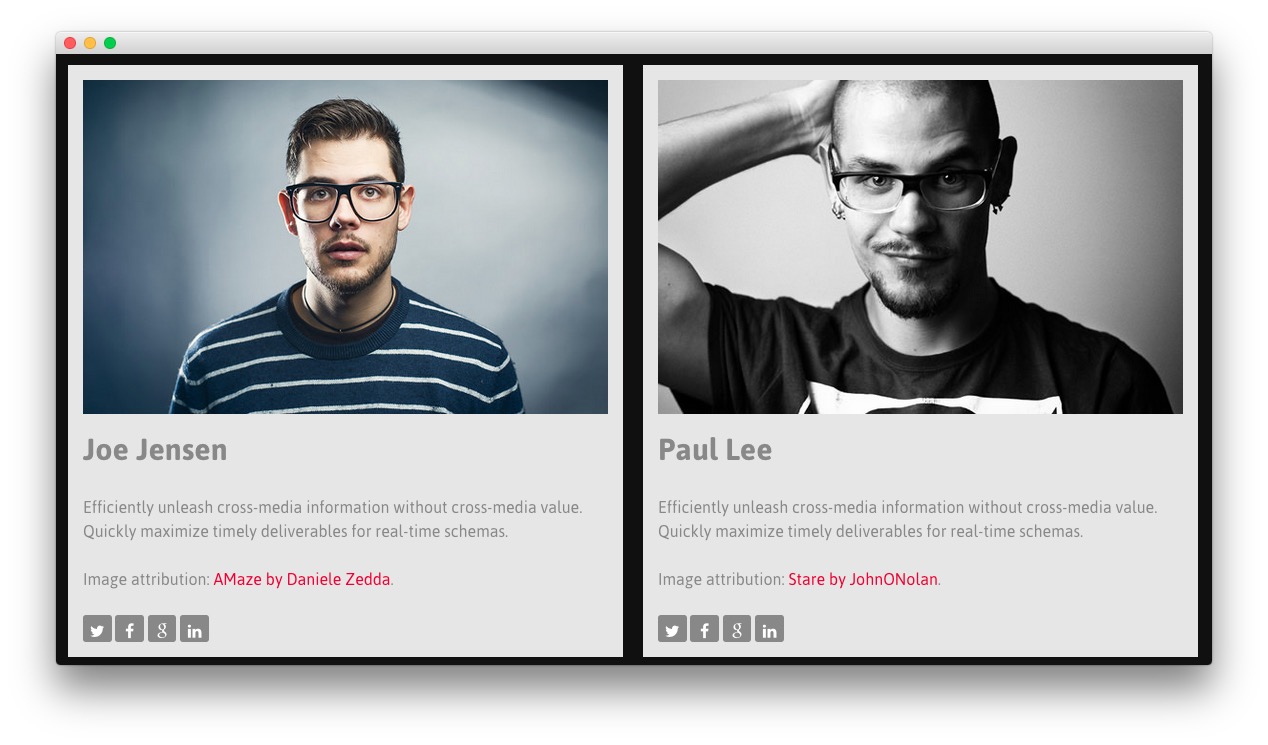 Joe Jensen
Efficiently unleash cross-media information without cross-media value.
Quickly maximize timely deliverables for real-time schemas.
Image attribution: AMaze by Daniele Zedda.
Paul Lee
Efficiently unleash cross-media information without cross-media value.
Quickly maximize timely deliverables for real-time schemas.
Image attribution: Stare by JohnONolan.